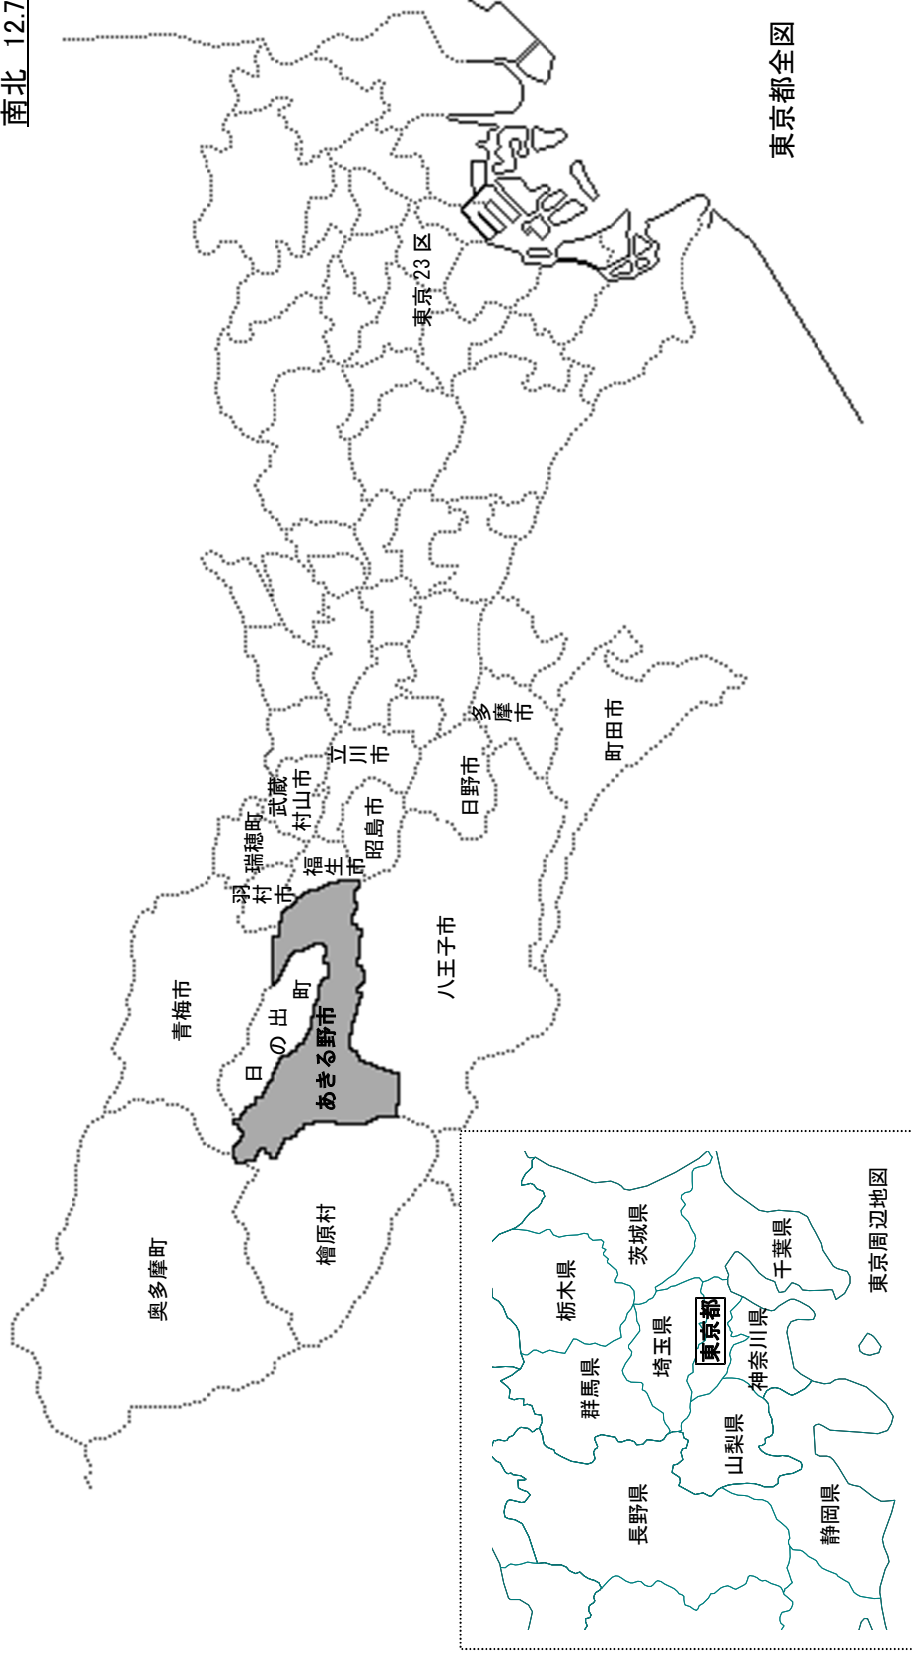 南北 12.7
東京都全図
奥多摩町
檜原村
青梅市
日の出町
あきる野市
八王子市
羽村市
瑞穂町
福生市
武蔵
村山市
昭島市
立川市
日野市
多摩市
町田市
東京 23 区
東京周辺地図
長野県
群馬県
栃木県
茨城県
埼玉県
東京都
千葉県
神奈川県
山梨県
静岡県